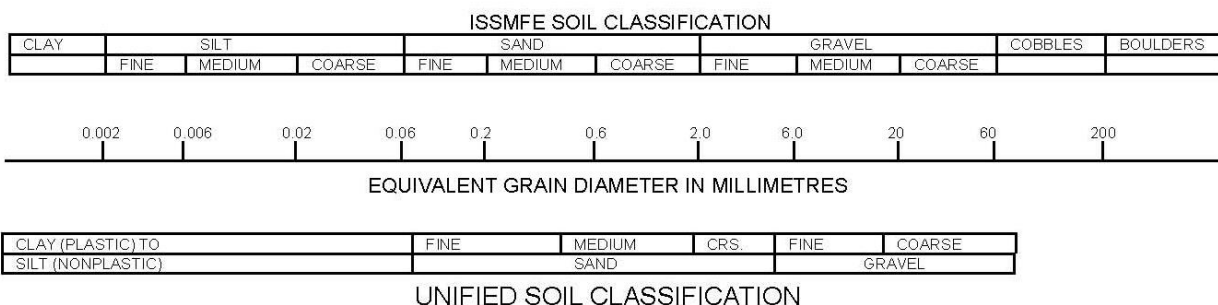 ISSMFE SOIL CLASSIFICATION
CLAY SILT SAND GRAVEL COBBLES BOULDERS
FINE MEDIUM COARSE FINE MEDIUM COARSE FINE MEDIUM COARSE
0.002 0.006 0.02 0.06 0.2 0.6 2.0 6.0 20 60 200
EQUIVALENT GRAIN DIAMETER IN MILLIMETRES
CLAY (PLASTIC) TO FINE MEDIUM CRS. FINE COARSE
SILT (NONPLASTIC) SAND GRAVEL
UNIFIED SOIL CLASSIFICATION